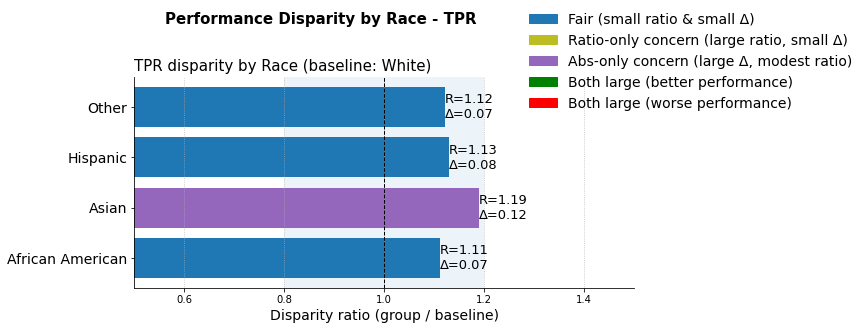 Performance Disparity by Race - TPR
Fair (small ratio & small Δ)
Ratio-only concern (large ratio, small Δ)
Abs-only concern (large Δ, modest ratio)
Both large (better performance)
Both large (worse performance)
TPR disparity by Race (baseline: White)
Other
R=1.12
Δ=0.07
Hispanic
R=1.13
Δ=0.08
Asian
R=1.19
Δ=0.12
African American
R=1.11
Δ=0.07
0.6 0.8 1.0 1.2 1.4
Disparity ratio (group / baseline)